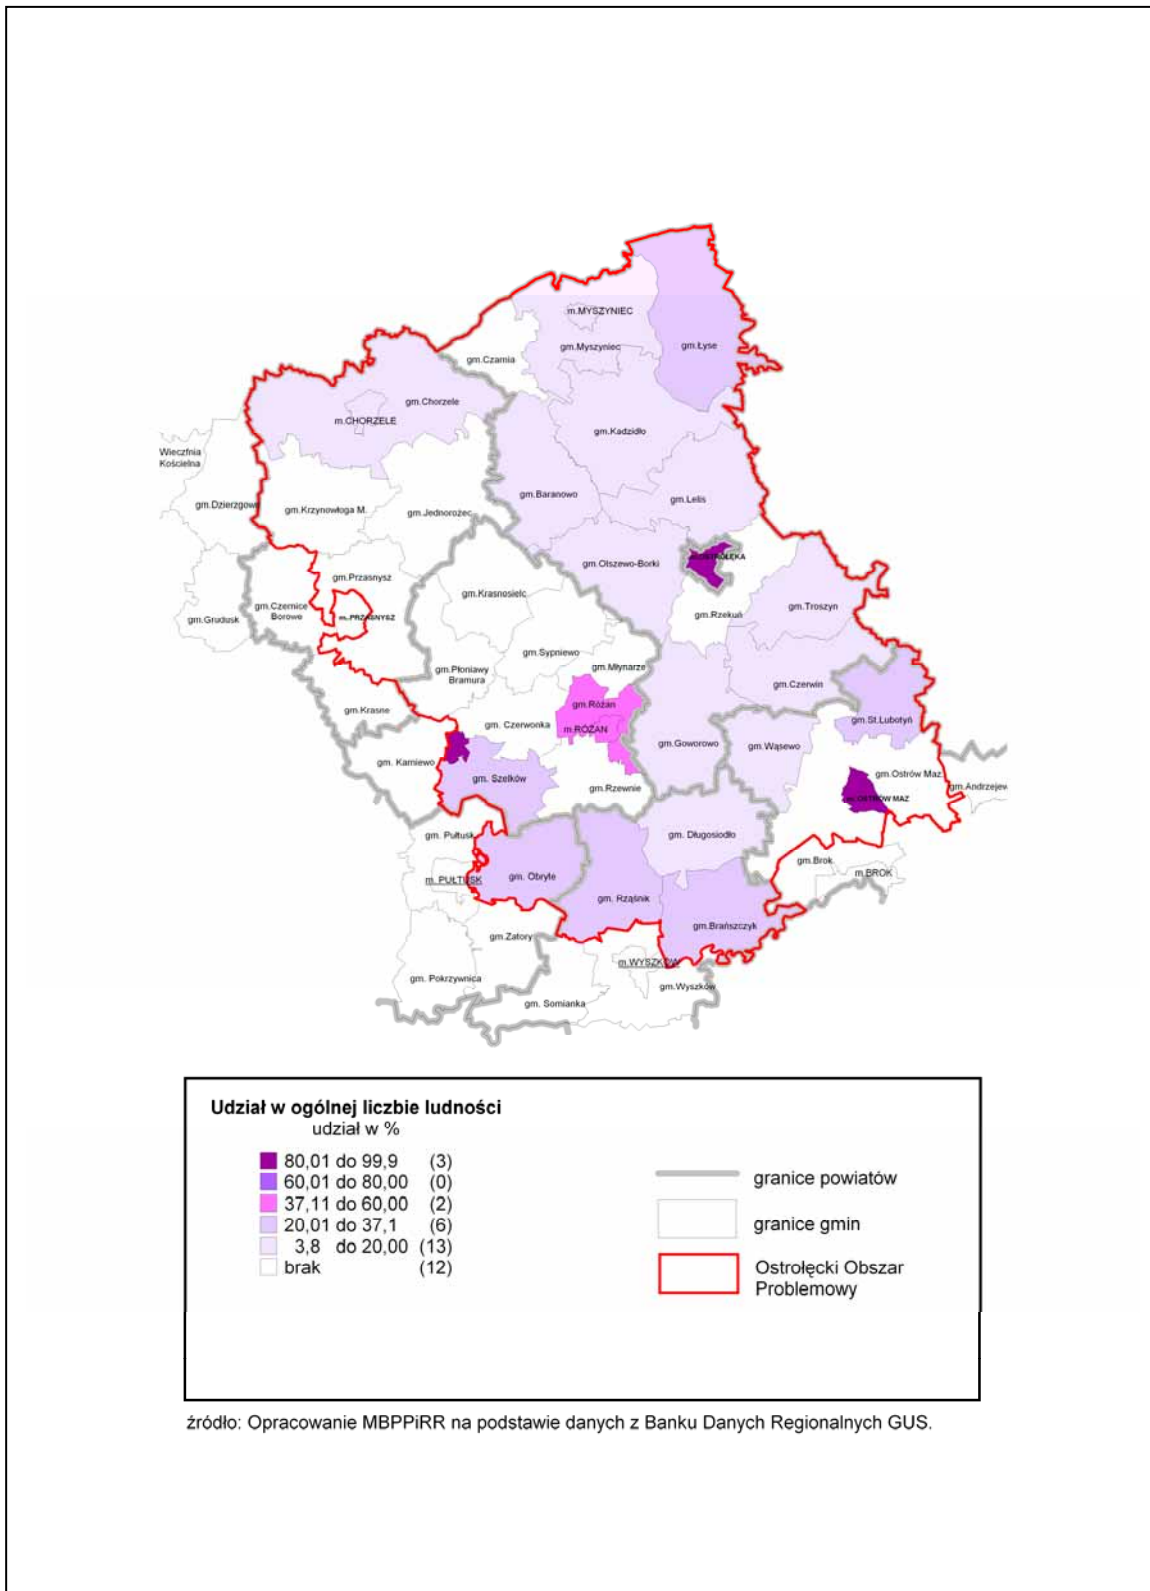 m.MYSZYNIEC
gm.Łyse
gm.Myszyniec
gm.Czarnia
gm.Chorzele
m.CHORZELE
gm.Kadzidło
Wieczfnia
Kościelna
gm.Baranowo
gm.Lelis
gm.Dzierzgowo
gm.Krzynowłoga M.
gm.Jednorożec
gm.Olszewo-Borki
gm.Przasnysz
gm.Krasnosielc
gm.Czernice
Borowe
gm.Troszyn
gm.Rzekuń
gm.Grudusk
m.PRZASNYSZ
gm.Sypniewo
gm.Młynarze
gm.Płoniawy
Bramura
gm.Czerwin
gm.Różan
gm.Krasne
gm. Czerwonka
m.RÓŻAN
gm.St.Lubotyń
gm.Goworowo
gm.Wąsewo
gm. Karniewo
gm. Szelków
gm.Ostrów Maz.
gm.Rzewnie
gm.Andrzejew
m.OSTRÓW MAZ
gm. Pułtusk
gm. Długosiodło
gm.Brok
m.BROK
m. PUŁTUSK
gm. Obryte
gm. Rząśnik
gm.Brańszczyk
gm.Zatory
m.WYSZKÓW
gm. Pokrzywnica
gm.Wyszków
gm. Somianka
Udział w ogólnej liczbie ludności
udział w %
80,01 do 99,9 (3)
60,01 do 80,00 (0)
37,11 do 60,00 (2)
20,01 do 37,1 (6)
3,8 do 20,00 (13)
brak (12)
granice powiatów
granice gmin
Ostrołęcki Obszar
Problemowy
źródło: Opracowanie MBPPiRR na podstawie danych z Banku Danych Regionalnych GUS.